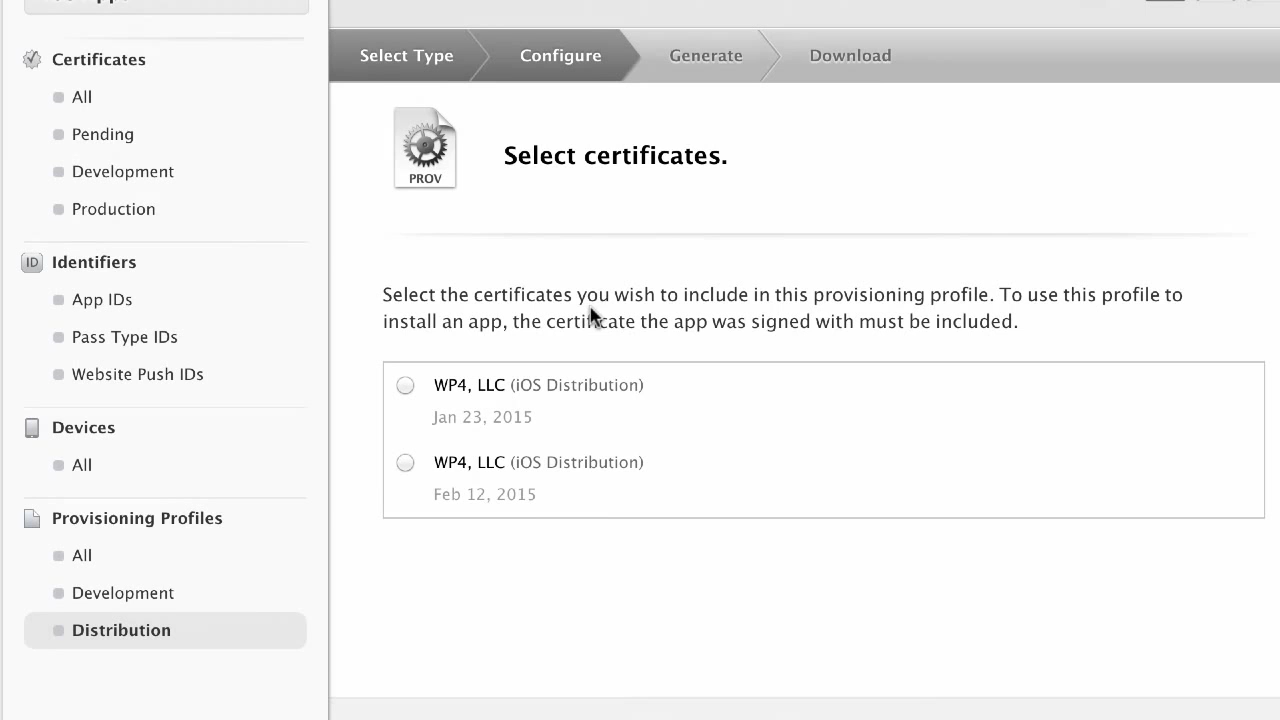 Certificates
All
Pending
Development
Production
ID
Identifiers
App IDs
Pass Type IDs
Website Push IDs
Devices
All
Provisioning Profiles
All
Development
Distribution
Select Type
Configure
Generate
Download
PROV
Select certificates.
Select the certificates you wish to include in this provisioning profile. To use this profile to
install an app, the certificate the app was signed with must be included.
WP4, LLC (iOS Distribution)
Jan 23, 2015
WP4, LLC (iOS Distribution)
Feb 12, 2015